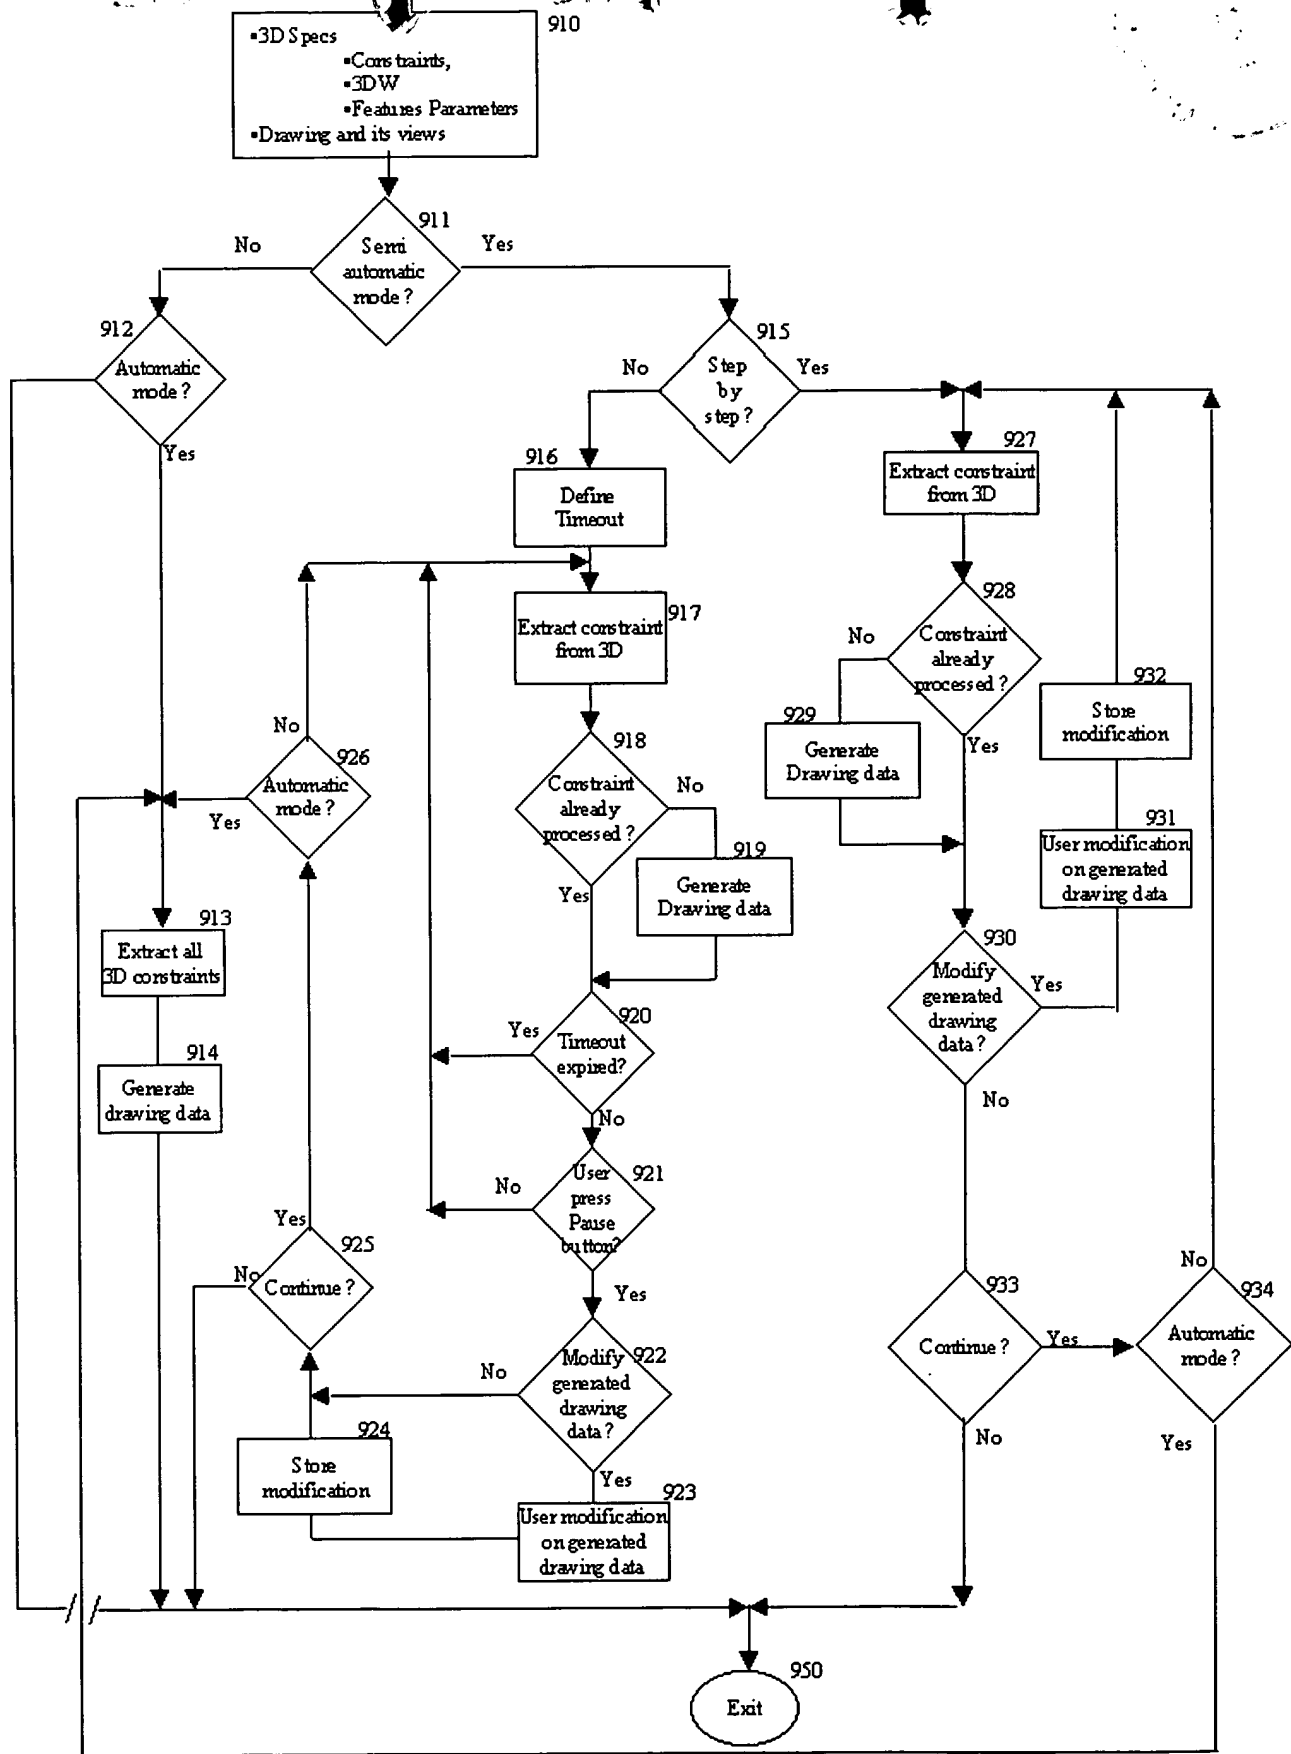 910
▪3D Specs
▪Constraints,
▪3DW
▪Features Parameters
▪Drawing and its views
911
Semi
automatic
mode?
No
Yes
912
Automatic
mode?
Yes
915
Step
by
step?
No
Yes
916
Define
Timeout
927
Extract constraint
from 3D
917
Extract constraint
from 3D
928
Constraint
already
processed?
No
Yes
929
Generate
Drawing data
932
Store
modification
931
User modification
on generated
drawing data
918
Constraint
already
processed?
No
Yes
919
Generate
Drawing data
No
926
Automatic
mode?
Yes
913
Extract all
3D constraints
914
Generate
drawing data
920
Timeout
expired?
Yes
No
930
Modify
generated
drawing
data?
Yes
No
921
User
press
Pause
button?
No
Yes
Yes
925
Continue?
No
922
Modify
generated
drawing
data?
No
Yes
924
Store
modification
923
User modification
on generated
drawing data
933
Continue?
Yes
No
No
934
Automatic
mode?
Yes
950
Exit